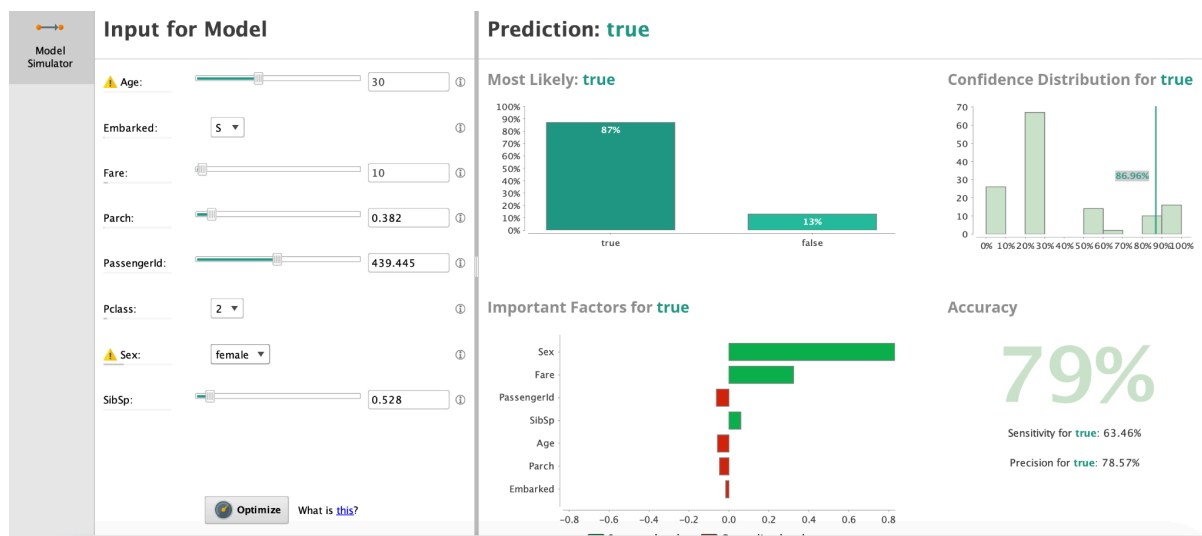 Model
Simulator
Input for Model
Age:
30
Embarked:
S
Fare:
10
Parch:
0.382
PassengerId:
439.445
Pclass:
2
Sex:
female
SibSp:
0.528
Optimize
What is this?
Prediction: true
Most Likely: true
100%
90%
80%
70%
60%
50%
40%
30%
20%
10%
0%
87%
13%
true
false
Confidence Distribution for true
70
60
50
40
30
20
10
0
86.96%
0% 10% 20% 30% 40% 50% 60% 70% 80% 90% 100%
Important Factors for true
Sex
Fare
PassengerId
SibSp
Age
Parch
Embarked
-0.8 -0.6 -0.4 -0.2 0.0 0.2 0.4 0.6 0.8
Accuracy
79%
Sensitivity for true: 63.46%
Precision for true: 78.57%